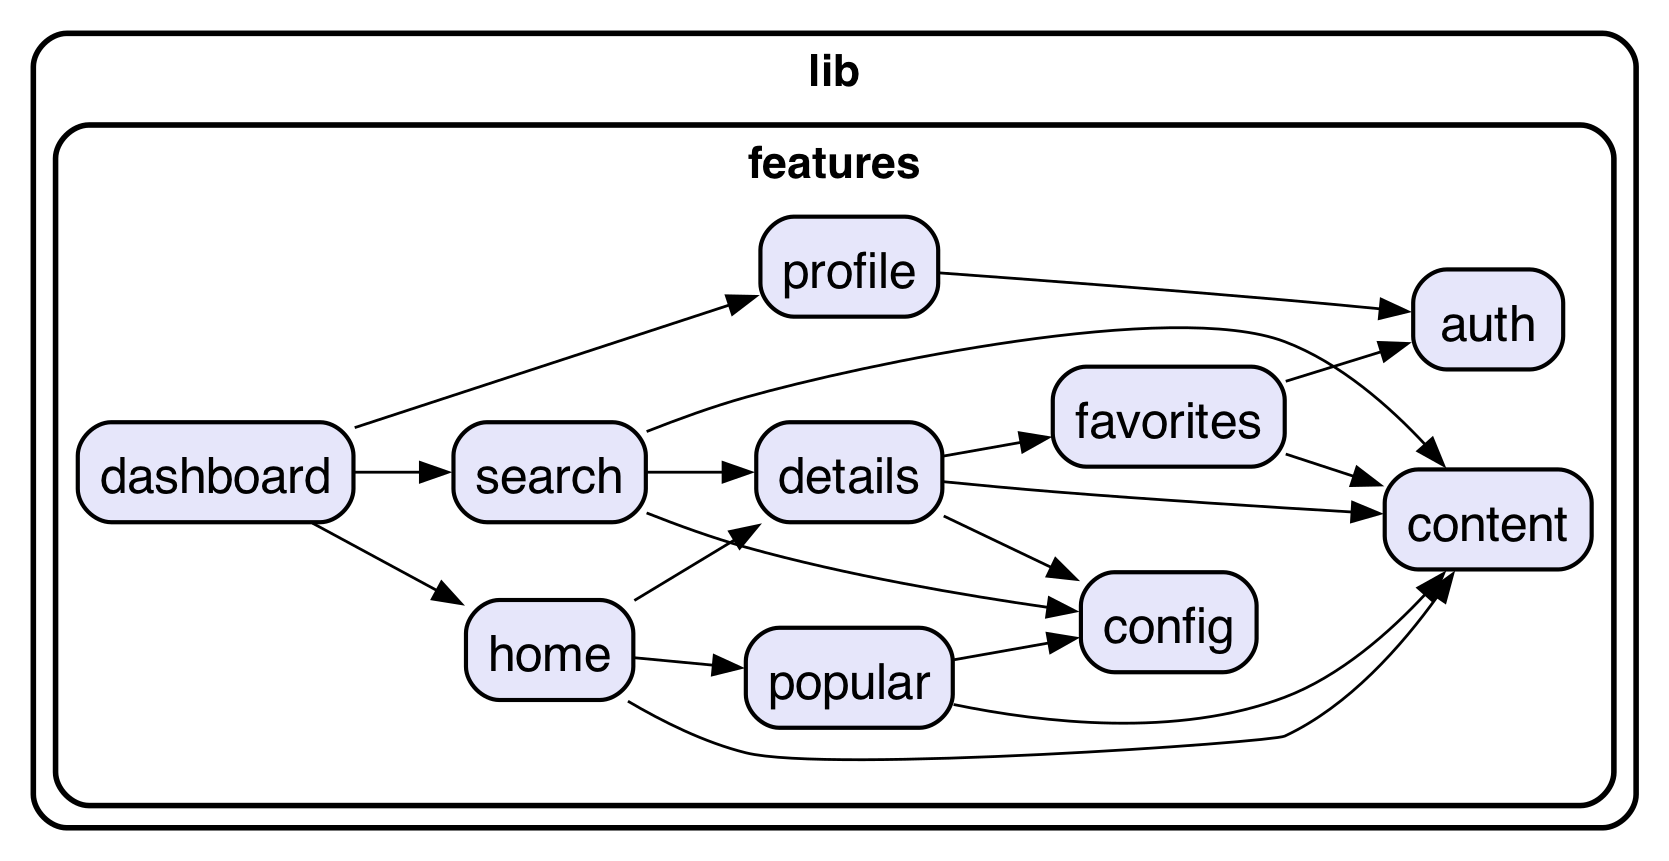 lib
features
profile
auth
favorites
dashboard
search
details
content
config
home
popular